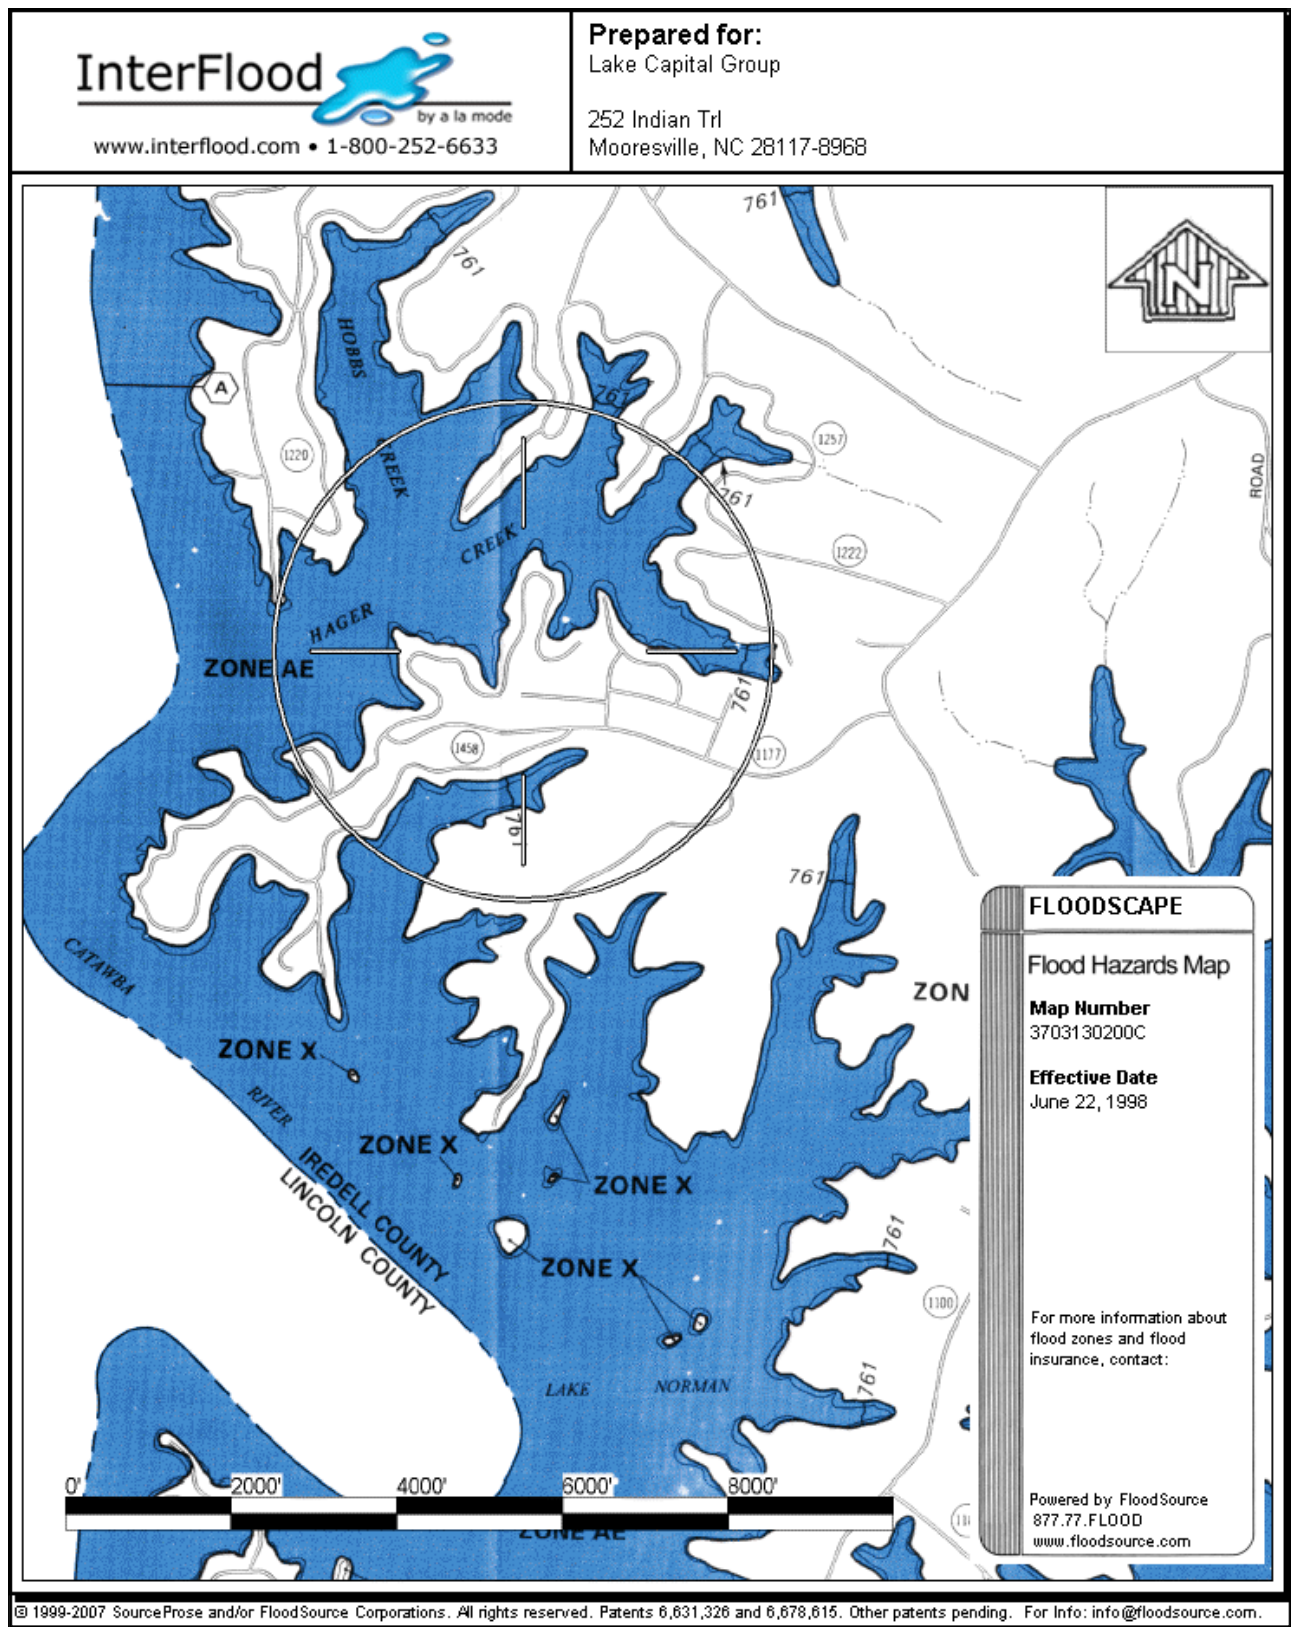 InterFlood
by a la mode
www.interflood.com • 1-800-252-6633
Prepared for:
Lake Capital Group
252 Indian Trl
Mooresville, NC 28117-8968
761
761
N
HOBBS
CREEK
A
761
1220
1257
761
ROAD
CREEK
1222
HAGER
ZONE AE
761
1458
1177
761
761
CATAWBA
RIVER
ZONE X
ZONE X
ZONE X
ZONE X
IREDELL COUNTY
LINCOLN COUNTY
ZON
761
1100
761
LAKE NORMAN
0' 2000' 4000' 6000' 8000'
ZONE AE
FLOODSCAPE
Flood Hazards Map
Map Number
3703130200C
Effective Date
June 22, 1998
For more information about
flood zones and flood
insurance, contact:
Powered by FloodSource
877.77.FLOOD
www.floodsource.com
© 1999-2007 SourceProse and/or FloodSource Corporations. All rights reserved. Patents 6,631,326 and 6,678,615. Other patents pending. For Info: info@floodsource.com.